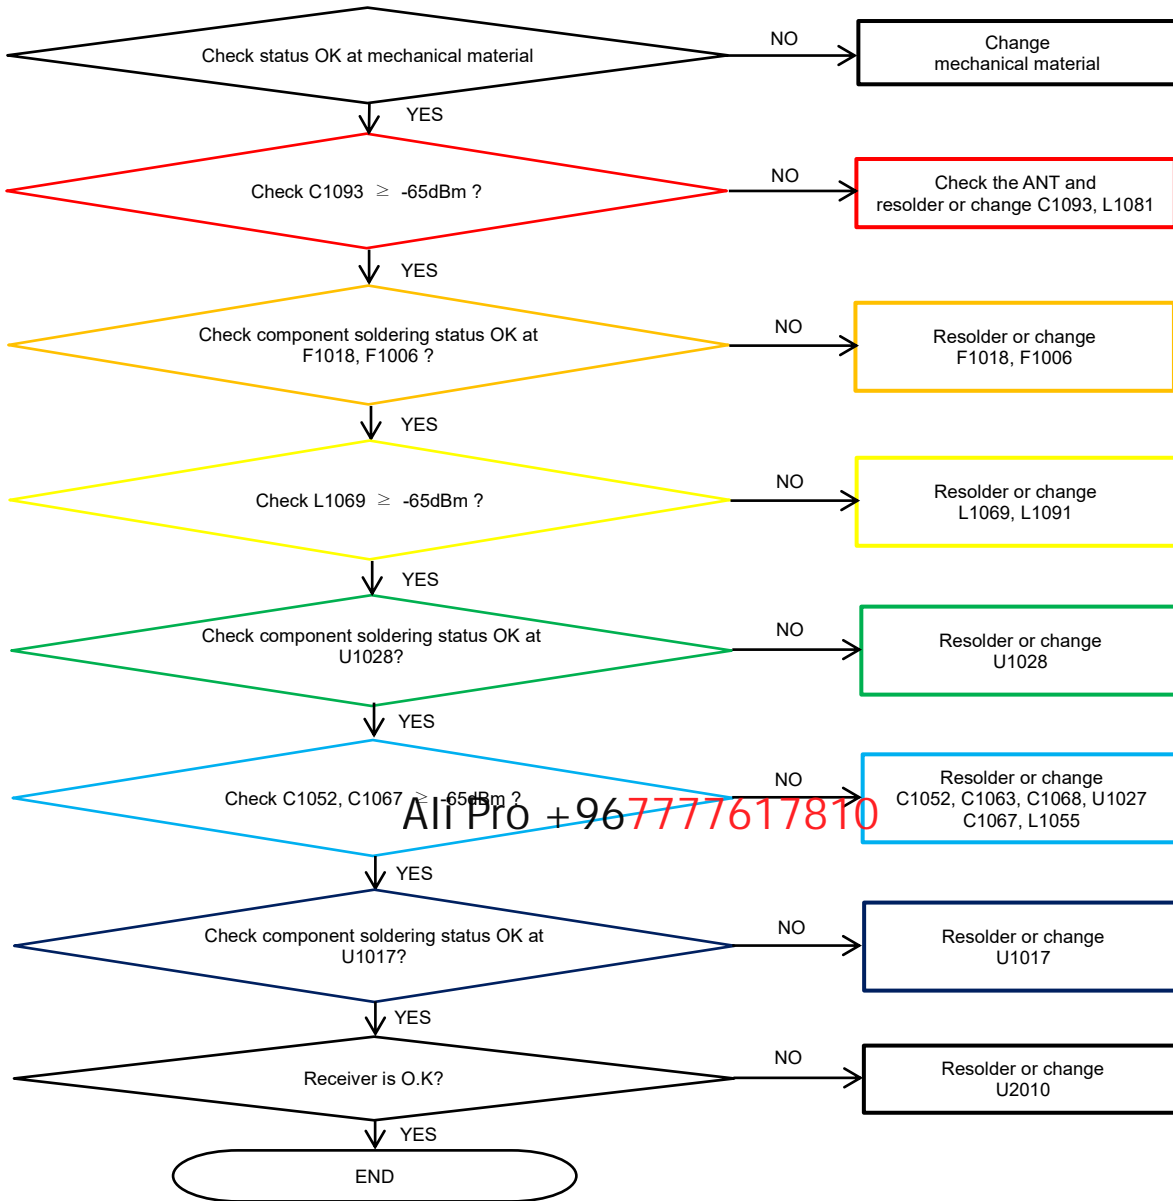 Check status OK at mechanical material
NO
Change
mechanical material
YES
Check C1093 ≥ -65dBm ?
NO
Check the ANT and
resolder or change C1093, L1081
YES
Check component soldering status OK at
F1018, F1006 ?
NO
Resolder or change
F1018, F1006
YES
Check L1069 ≥ -65dBm ?
NO
Resolder or change
L1069, L1091
YES
Check component soldering status OK at
U1028?
NO
Resolder or change
U1028
YES
Check C1052, C1067 ≥ -65dBm ?
NO
Resolder or change
C1052, C1063, C1068, U1027
C1067, L1055
Ali Pro +967777617810
YES
Check component soldering status OK at
U1017?
NO
Resolder or change
U1017
YES
Receiver is O.K?
NO
Resolder or change
U2010
YES
END